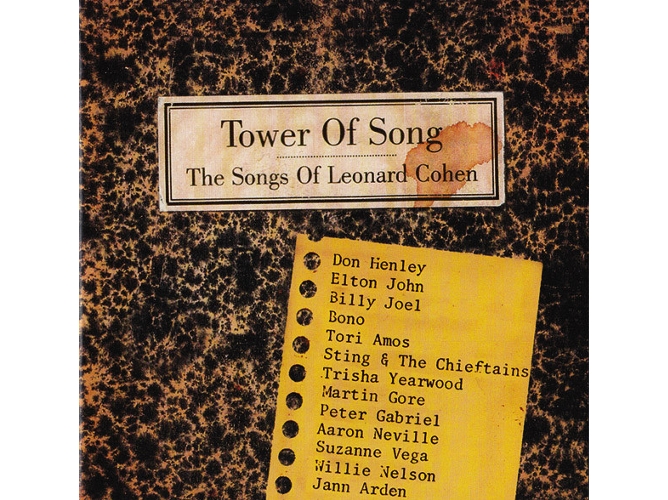 Tower Of Song
The Songs Of Leonard Cohen
Don Henley
Elton John
Billy Joel
Bono
Tori Amos
Sting & The Chieftains
Trisha Yearwood
Martin Gore
Peter Gabriel
Aaron Neville
Suzanne Vega
Willie Nelson
Jann Arden